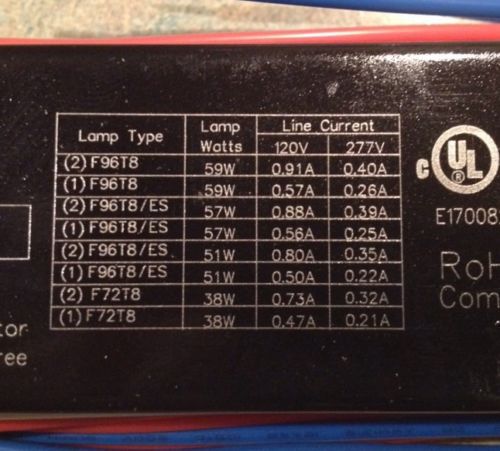 Lamp Type Lamp Watts Line Current
120V 277V
(2) F96T8 59W 0.91A 0.40A
(1) F96T8 59W 0.57A 0.26A
(2) F96T8/ES 57W 0.88A 0.39A
(1) F96T8/ES 57W 0.56A 0.25A
(2) F96T8/ES 51W 0.80A 0.35A
(1) F96T8/ES 51W 0.50A 0.22A
(2) F72T8 38W 0.73A 0.32A
(1) F72T8 38W 0.47A 0.21A
c UL ®
E17008
RoH
Com
tor
ree